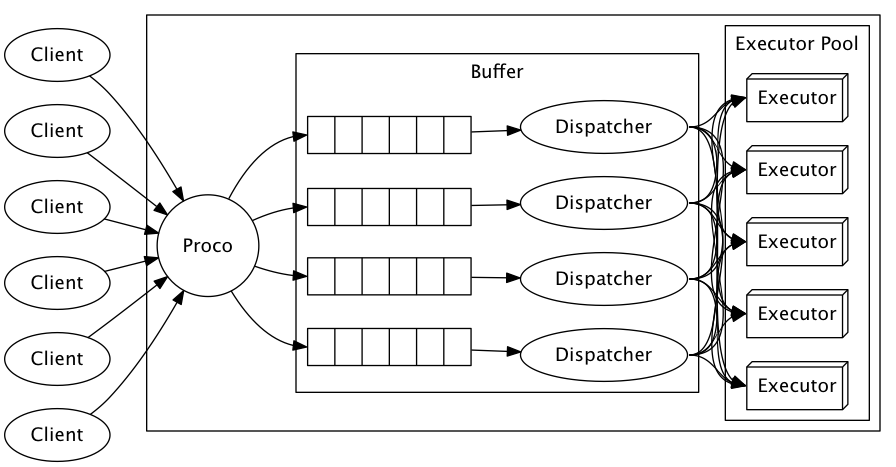 Client
Client
Client
Client
Client
Client
Proco
Buffer
Dispatcher
Dispatcher
Dispatcher
Dispatcher
Executor Pool
Executor
Executor
Executor
Executor
Executor